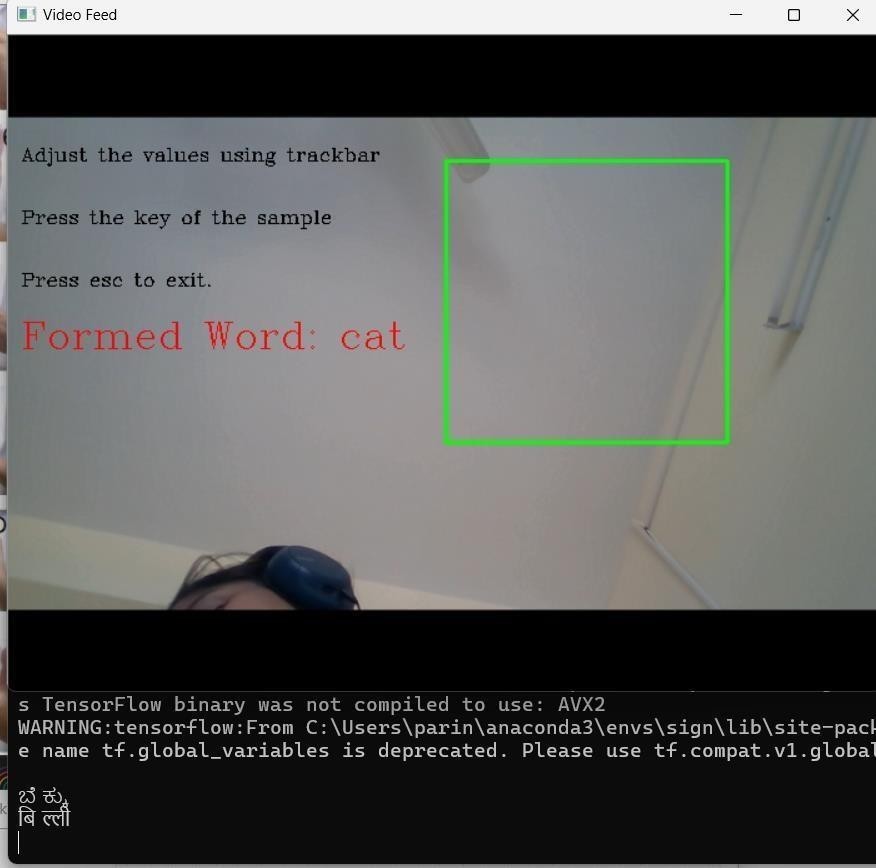 Video Feed
Adjust the values using trackbar
Press the key of the sample
Press esc to exit.
Formed Word: cat
s TensorFlow binary was not compiled to use: AVX2
WARNING:tensorflow:From C:\Users\parin\anaconda3\envs\sign\lib\site-pack
e name tf.global_variables is deprecated. Please use tf.compat.v1.global
ಬೆಕ್ಕು
बिल्ली